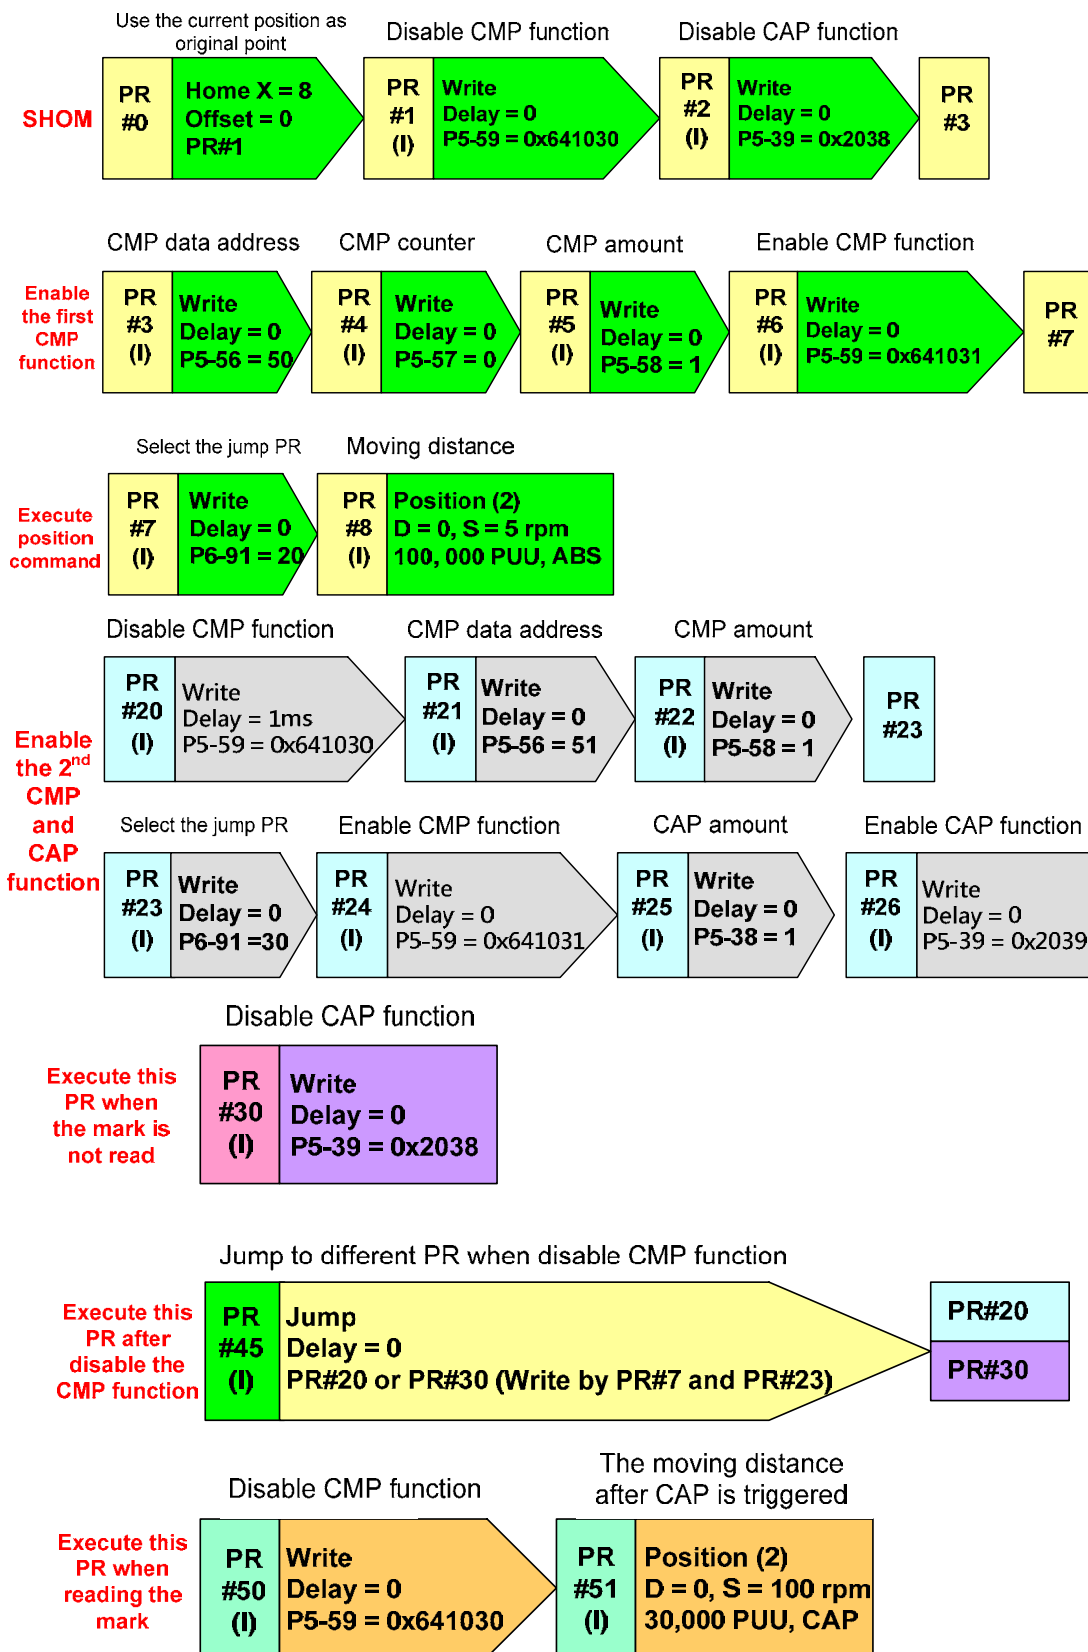 Use the current position as
original point
Disable CMP function
Disable CAP function
SHOM
PR
#0
Home X = 8
Offset = 0
PR#1
PR
#1
(I)
Write
Delay = 0
P5-59 = 0x641030
PR
#2
(I)
Write
Delay = 0
P5-39 = 0x2038
PR
#3
CMP data address
CMP counter
CMP amount
Enable CMP function
Enable
the first
CMP
function
PR
#3
(I)
Write
Delay = 0
P5-56 = 50
PR
#4
(I)
Write
Delay = 0
P5-57 = 0
PR
#5
(I)
Write
Delay = 0
P5-58 = 1
PR
#6
(I)
Write
Delay = 0
P5-59 = 0x641031
PR
#7
Select the jump PR
Moving distance
Execute
position
command
PR
#7
(I)
Write
Delay = 0
P6-91 = 20
PR
#8
(I)
Position (2)
D = 0, S = 5 rpm
100, 000 PUU, ABS
Disable CMP function
CMP data address
CMP amount
Enable
the 2nd
CMP
and
CAP
function
PR
#20
(I)
Write
Delay = 1ms
P5-59 = 0x641030
PR
#21
(I)
Write
Delay = 0
P5-56 = 51
PR
#22
(I)
Write
Delay = 0
P5-58 = 1
PR
#23
Select the jump PR
Enable CMP function
CAP amount
Enable CAP function
PR
#23
(I)
Write
Delay = 0
P6-91 =30
PR
#24
(I)
Write
Delay = 0
P5-59 = 0x641031
PR
#25
(I)
Write
Delay = 0
P5-38 = 1
PR
#26
(I)
Write
Delay = 0
P5-39 = 0x2039
Disable CAP function
Execute this
PR when
the mark is
not read
PR
#30
(I)
Write
Delay = 0
P5-39 = 0x2038
Jump to different PR when disable CMP function
Execute this
PR after
disable the
CMP function
PR
#45
(I)
Jump
Delay = 0
PR#20 or PR#30 (Write by PR#7 and PR#23)
PR#20
PR#30
Disable CMP function
The moving distance
after CAP is triggered
Execute this
PR when
reading the
mark
PR
#50
(I)
Write
Delay = 0
P5-59 = 0x641030
PR
#51
(I)
Position (2)
D = 0, S = 100 rpm
30,000 PUU, CAP